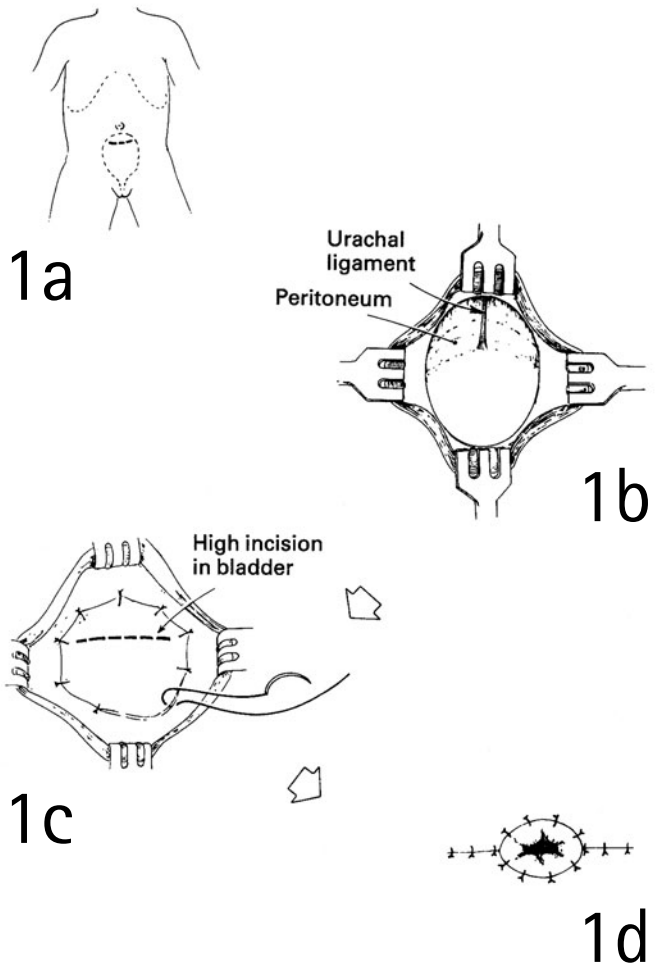 1a
Urachal
ligament
Peritoneum
1b
High incision
in bladder
1c
1d